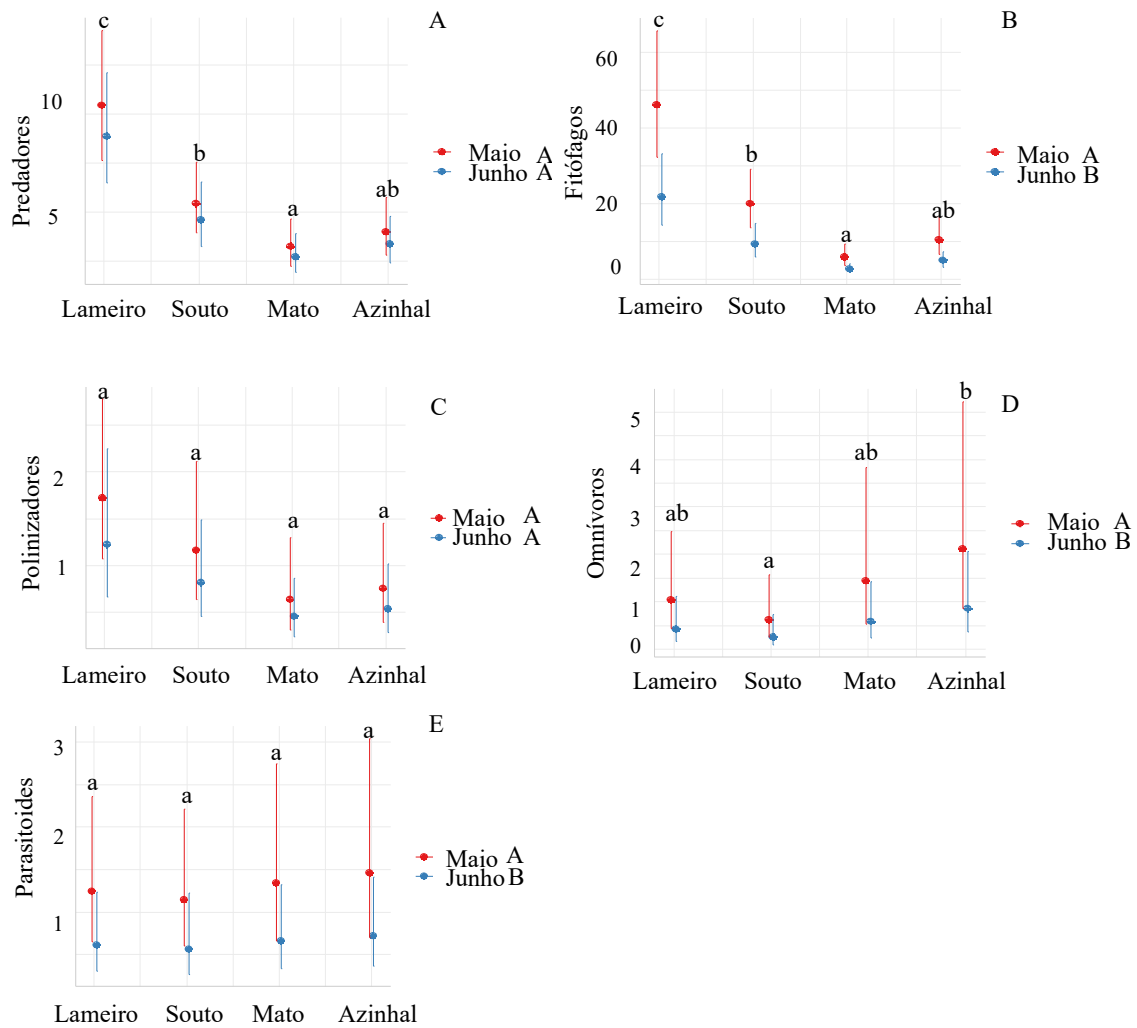 A
c
10
b
Predadores
Maio A
Junho A
ab
5
a
Lameiro Souto Mato Azinhal
B
c
60
40
b
Fitófagos
Maio A
Junho B
20
ab
a
0
Lameiro Souto Mato Azinhal
C
a
a
2
a
a
Polinizadores
Maio A
Junho A
1
Lameiro Souto Mato Azinhal
D
b
5
ab
4
ab
3
Omnívoros
Maio A
Junho B
a
2
1
0
Lameiro Souto Mato Azinhal
E
a
3
a
a
a
2
Parasitoides
Maio A
Junho B
1
Lameiro Souto Mato Azinhal